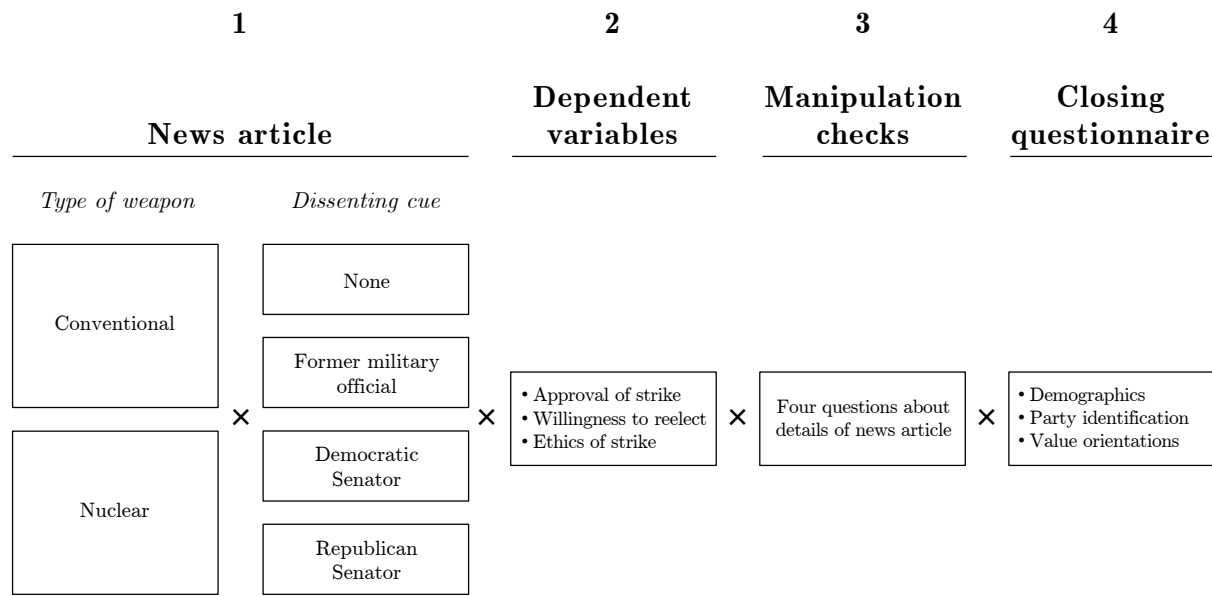 1
News article
Type of weapon
Conventional
Nuclear
×
Dissenting cue
None
Former military
official
Democratic
Senator
Republican
Senator
×
2
Dependent
variables
• Approval of strike
• Willingness to reelect
• Ethics of strike
×
3
Manipulation
checks
Four questions about
details of news article
×
4
Closing
questionnaire
• Demographics
• Party identification
• Value orientations